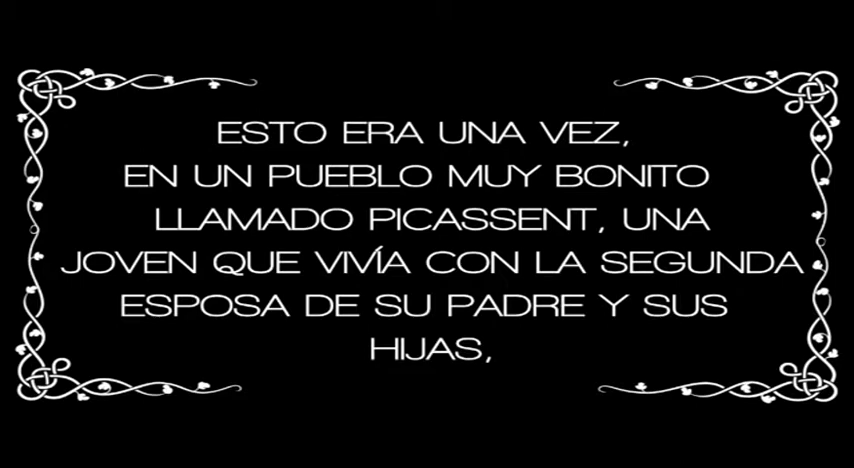 ESTO ERA UNA VEZ,
EN UN PUEBLO MUY BONITO
LLAMADO PICASSENT, UNA
JOVEN QUE VIVÍA CON LA SEGUNDA
ESPOSA DE SU PADRE Y SUS
HIJAS,